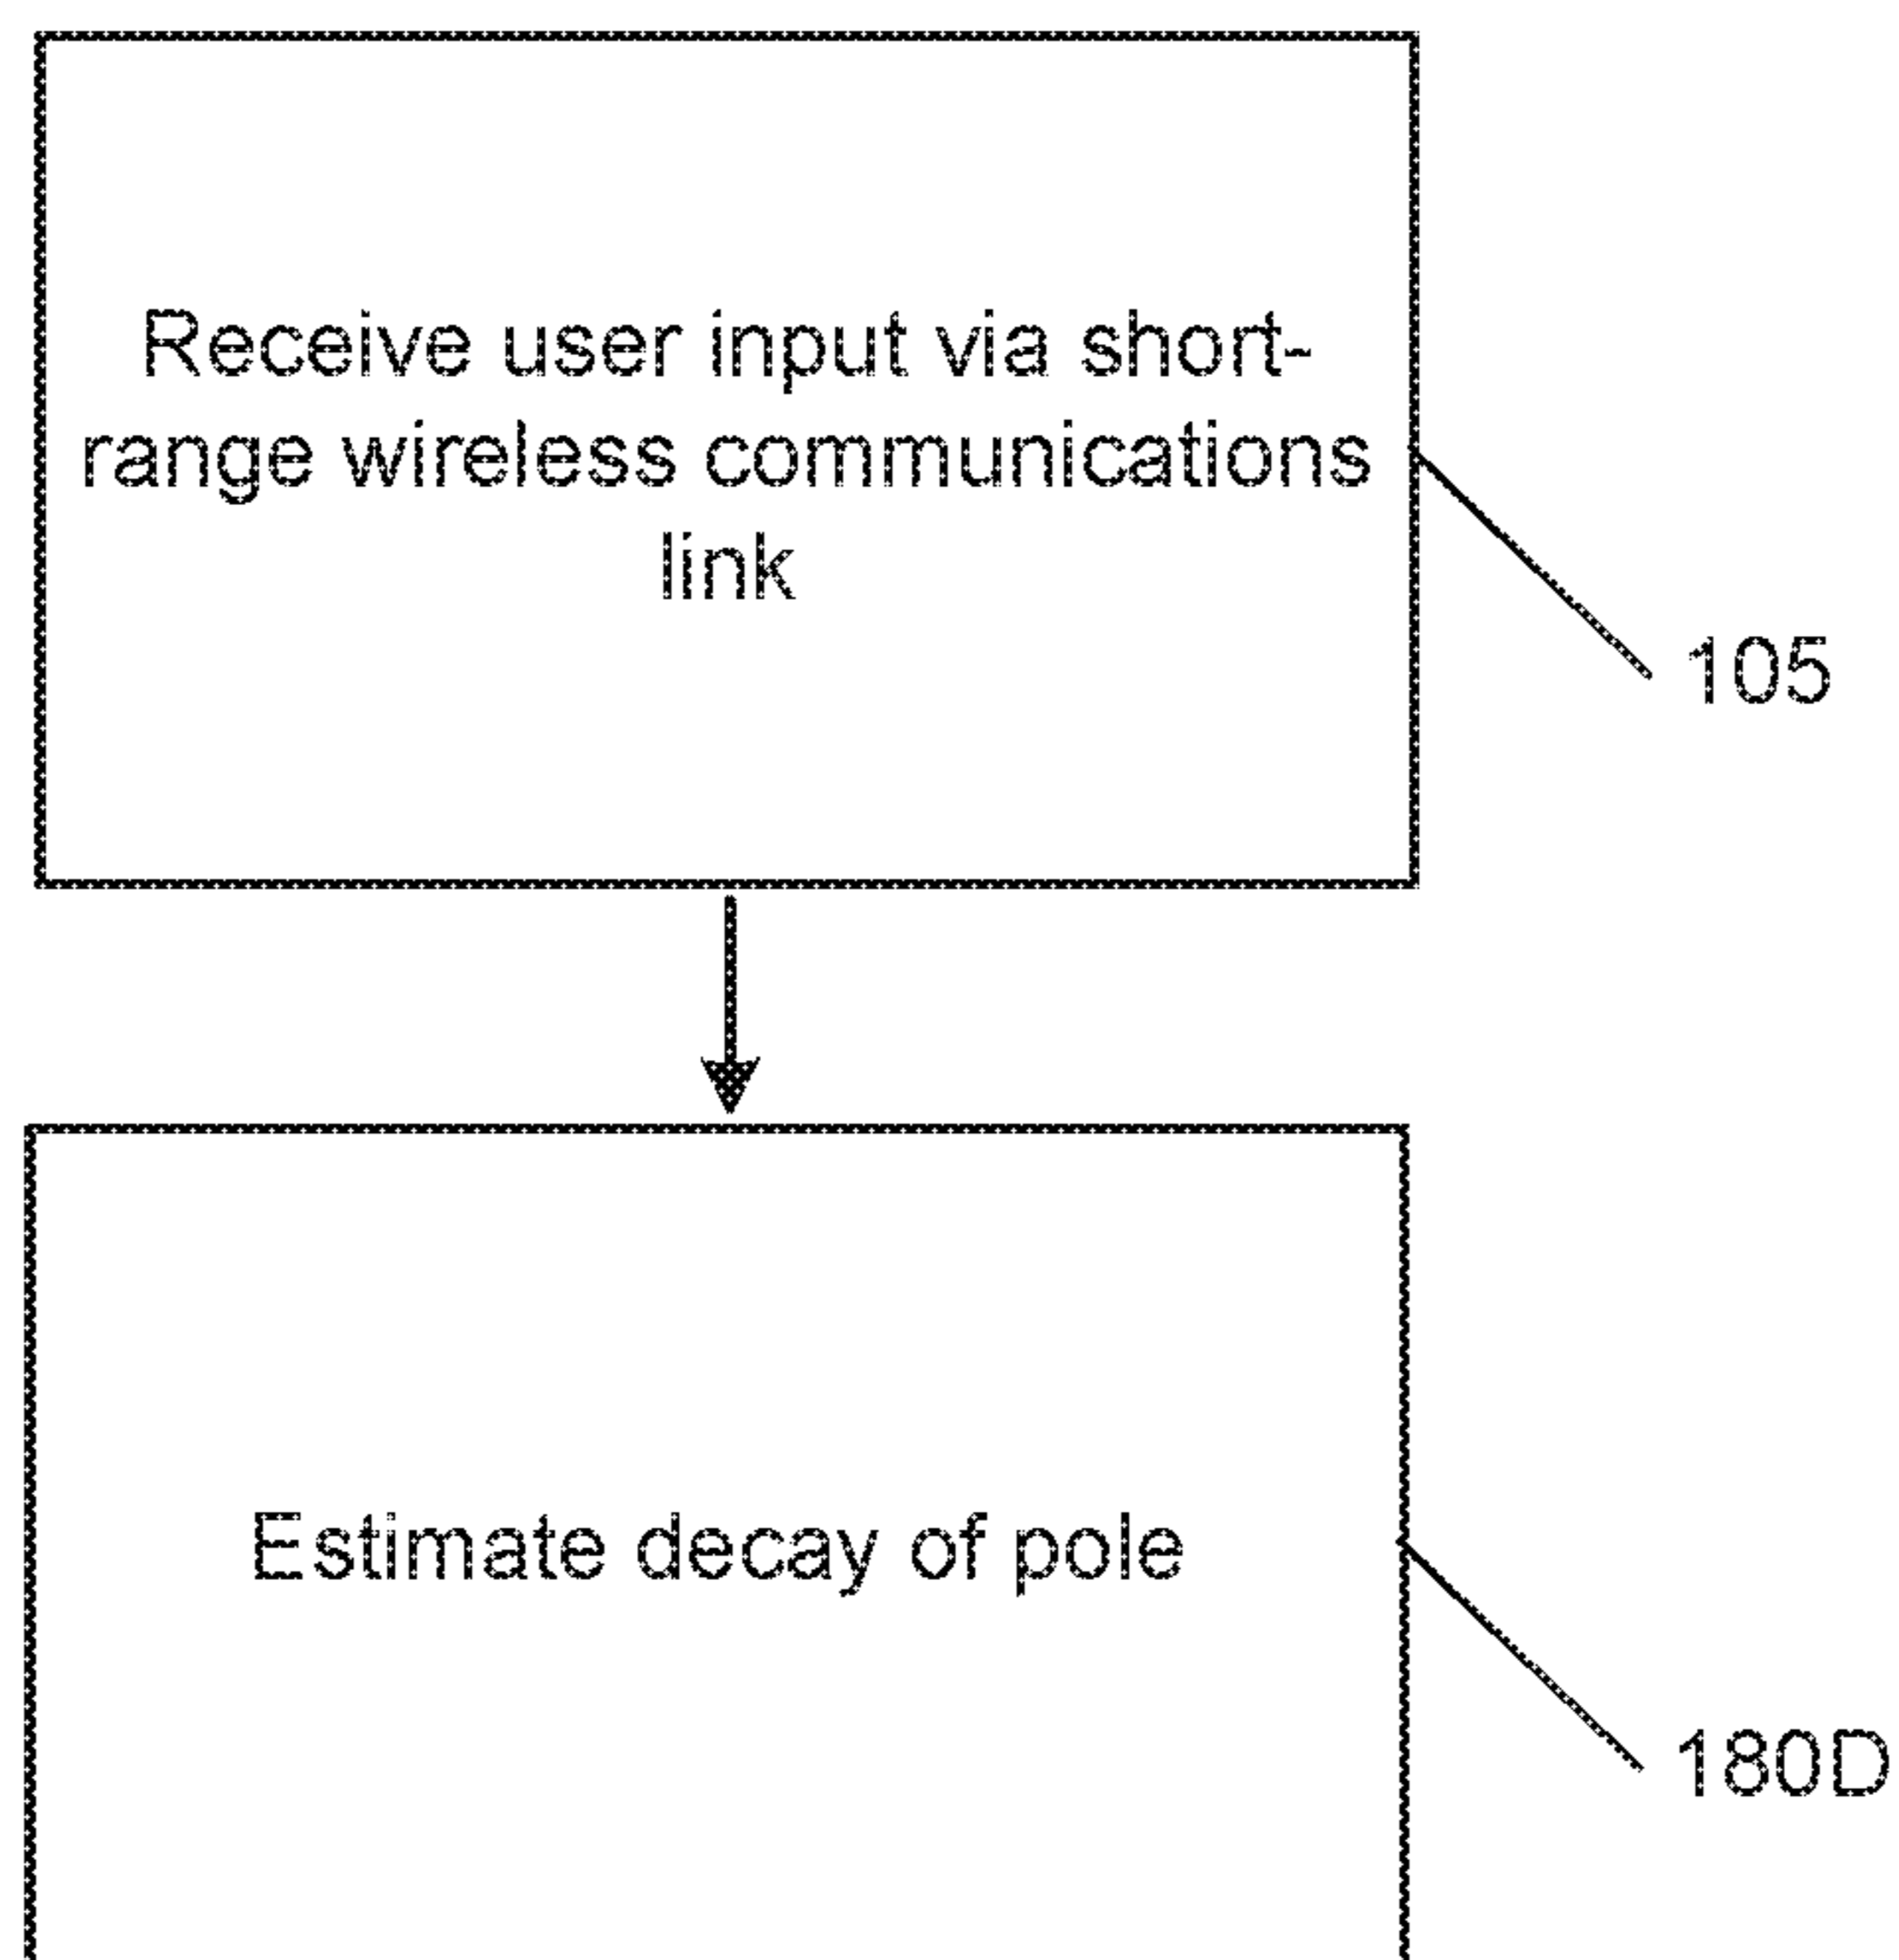 Receive user input via short-
range wireless communications
link
105
Estimate decay of pole
180D